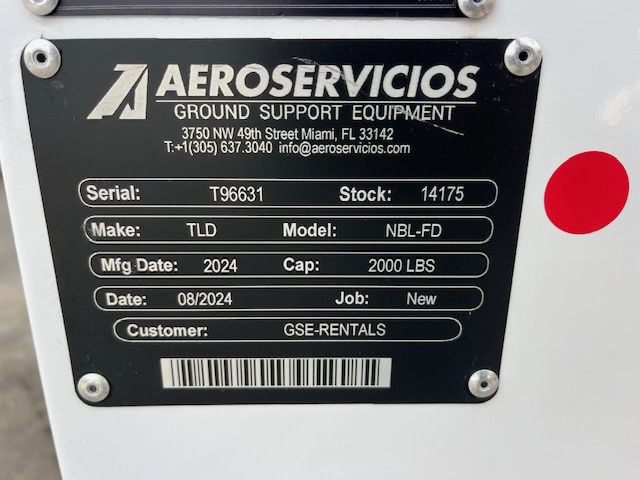 AEROSERVICIOS
GROUND SUPPORT EQUIPMENT
3750 NW 49th Street Miami, FL 33142
T:+1(305) 637.3040 info@aeroservicios.com
Serial: T96631 Stock: 14175
Make: TLD Model: NBL-FD
Mfg Date: 2024 Cap: 2000 LBS
Date: 08/2024 Job: New
Customer: GSE-RENTALS